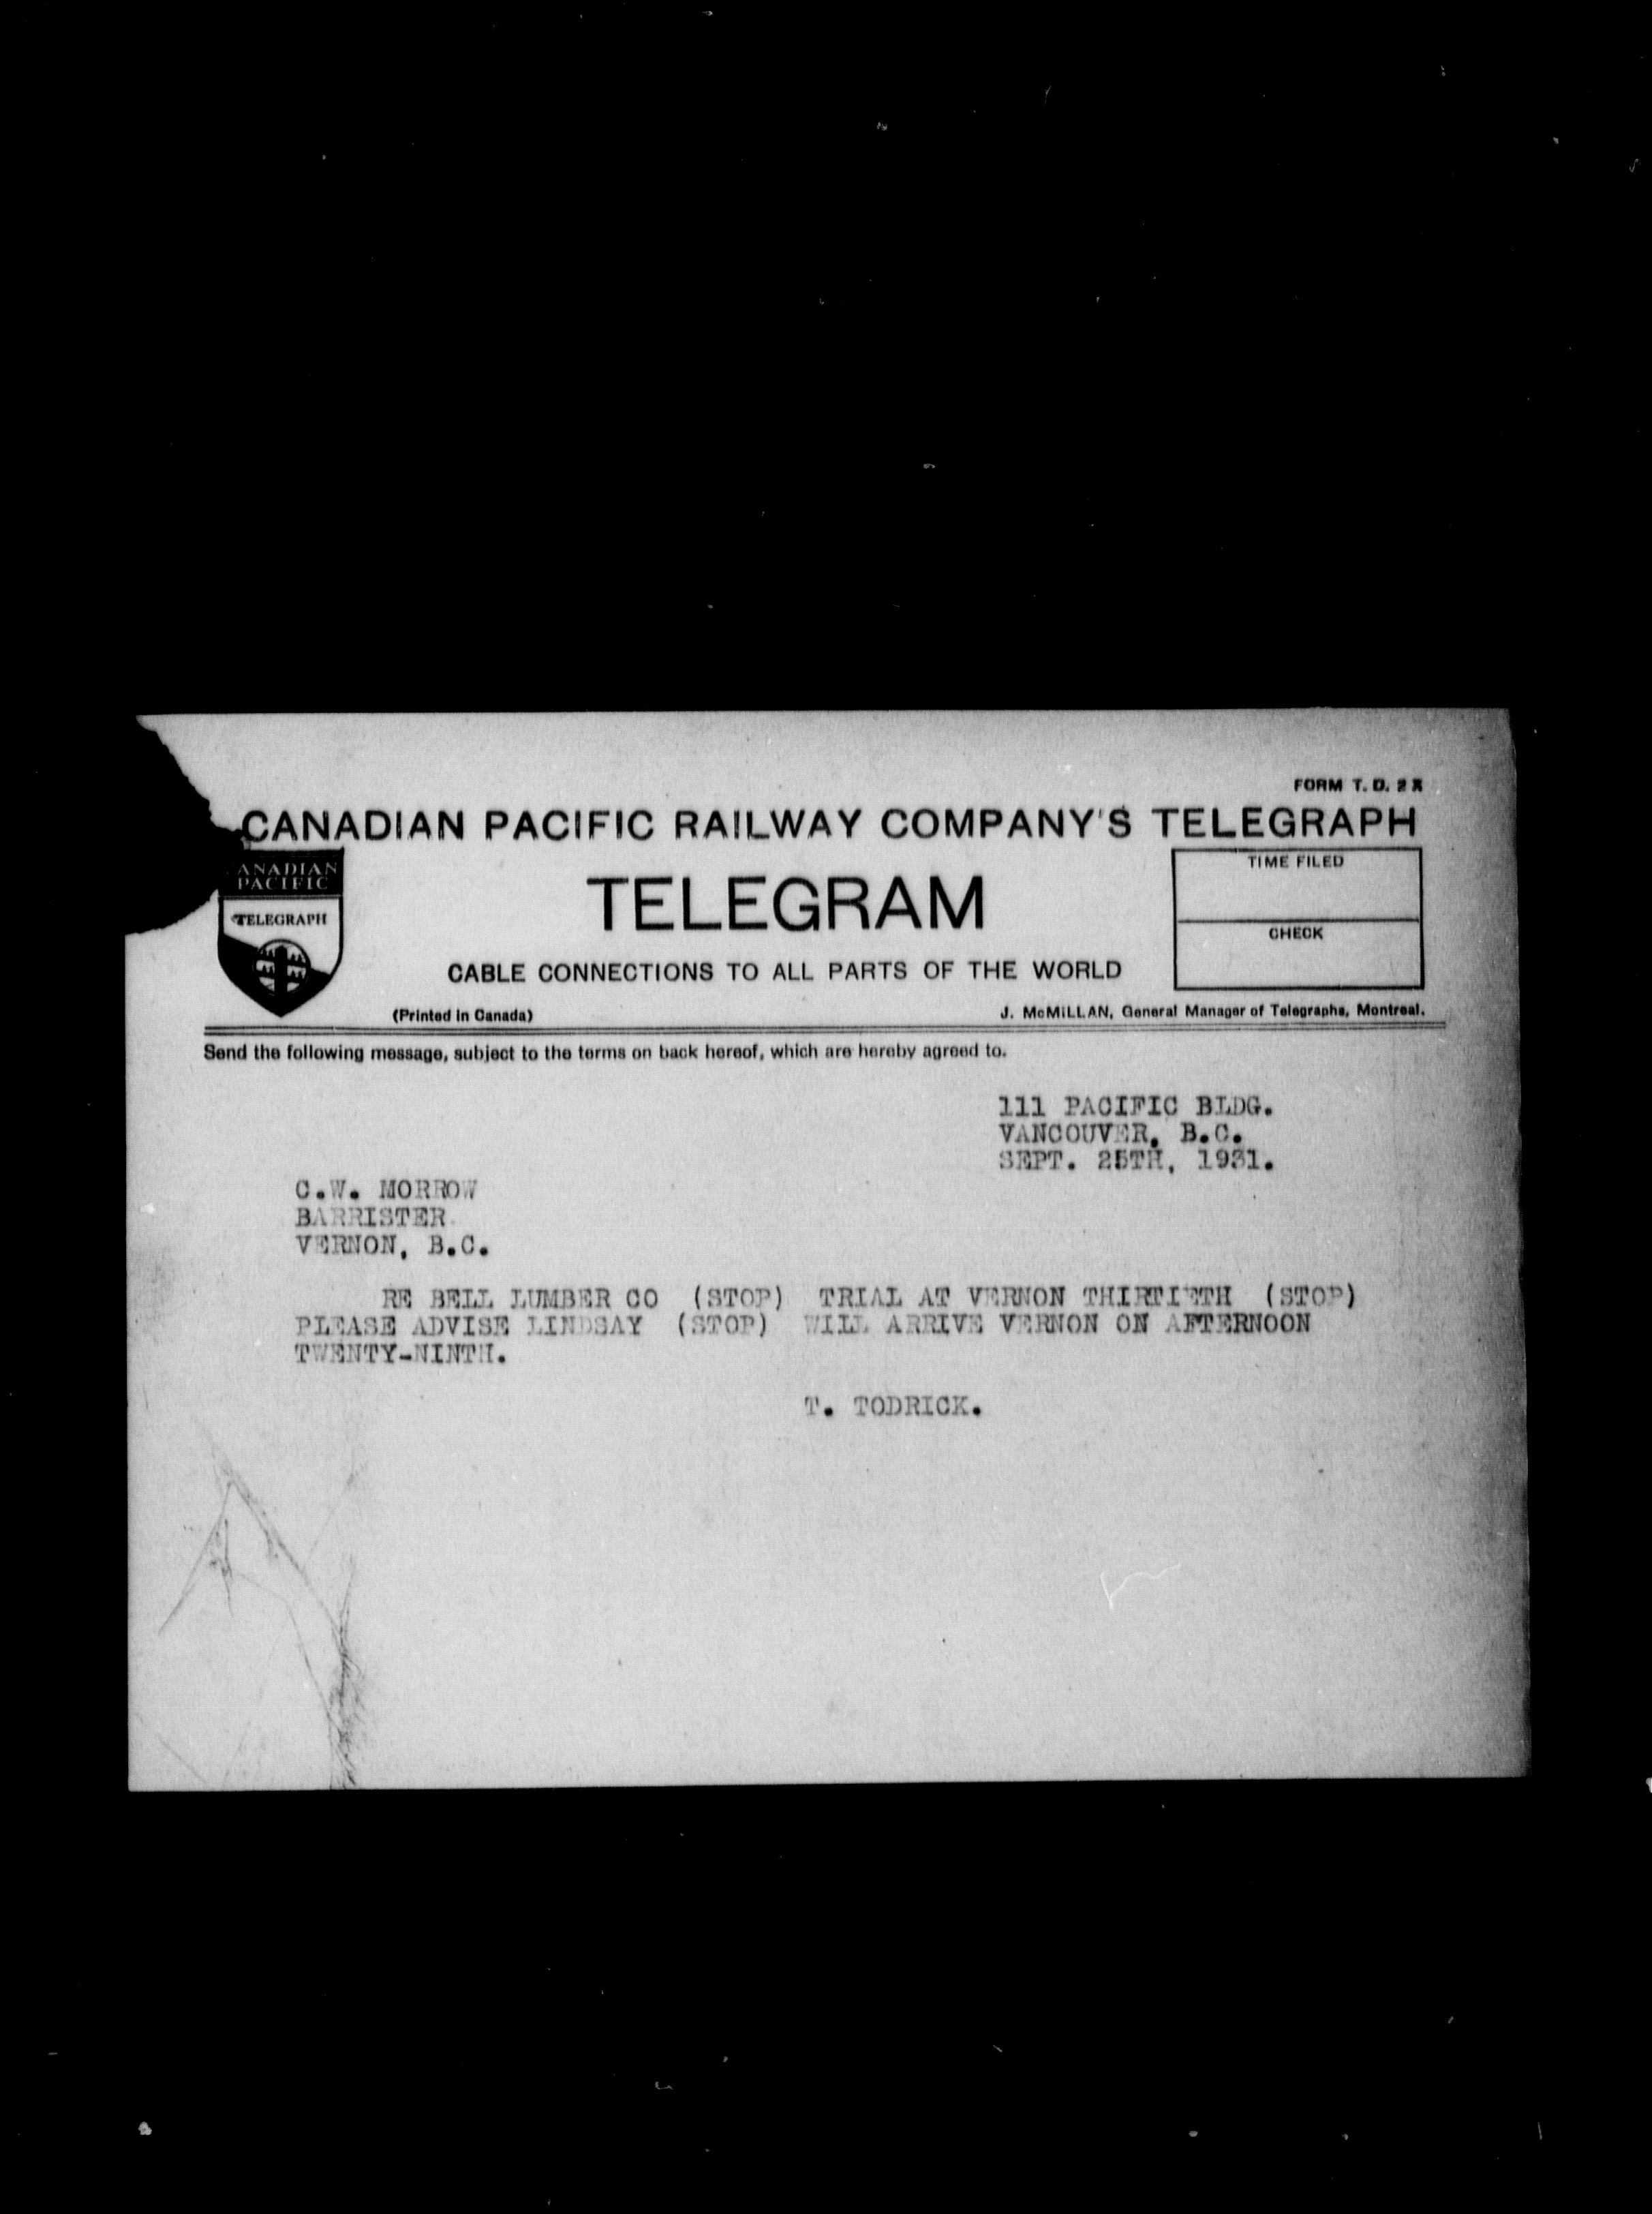 FORM T. D. 2 X
CANADIAN PACIFIC RAILWAY COMPANY'S TELEGRAPH
ANADIAN
PACIFIC
TELEGRAPH
TELEGRAM
TIME FILED
CHECK
CABLE CONNECTIONS TO ALL PARTS OF THE WORLD
(Printed in Canada)
J. McMILLAN, General Manager of Telegraphs, Montreal.
Send the following message, subject to the terms on back hereof, which are hereby agreed to.
111 PACIFIC BLDG.
VANCOUVER, B.C.
SEPT. 25TH, 1931.
C.W. MORROW
BARRISTER
VERNON, B.C.
RE BELL LUMBER CO (STOP) TRIAL AT VERNON THIRTIETH (STOP)
PLEASE ADVISE LINDSAY (STOP) WILL ARRIVE VERNON ON AFTERNOON
TWENTY-NINTH.
T. TODRICK.